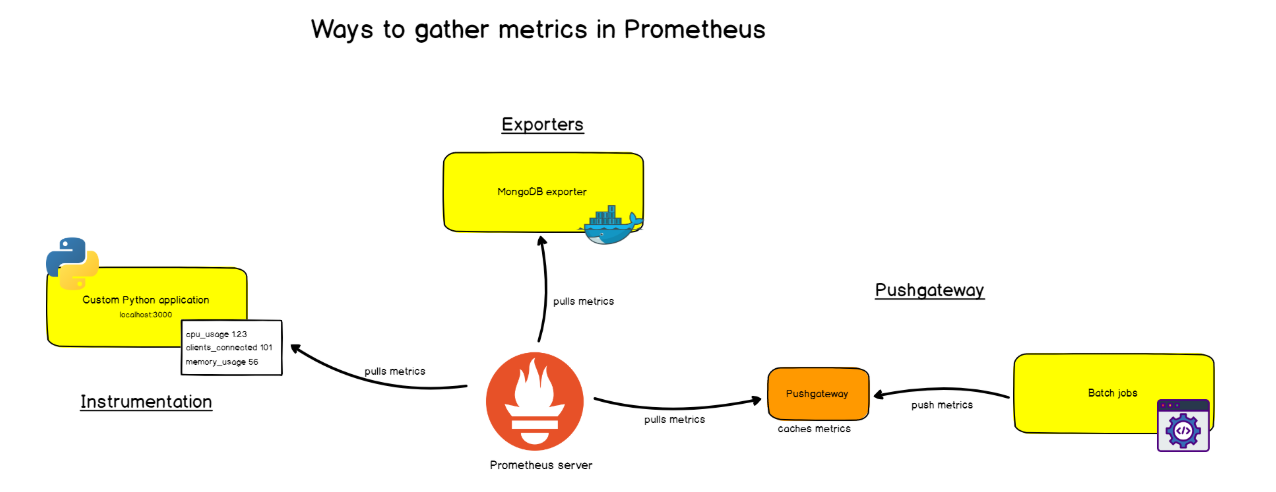 Ways to gather metrics in Prometheus
Exporters
MongoDB exporter
Custom Python application
localhost:3000
cpu_usage 1.23
clients_connected 101
memory_usage 56
Instrumentation
pulls metrics
pulls metrics
Prometheus server
pulls metrics
Pushgateway
Pushgateway
caches metrics
push metrics
Batch jobs